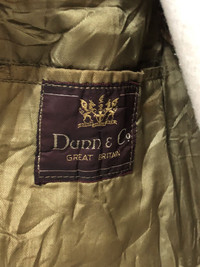 Dunn & Co.
GREAT BRITAIN